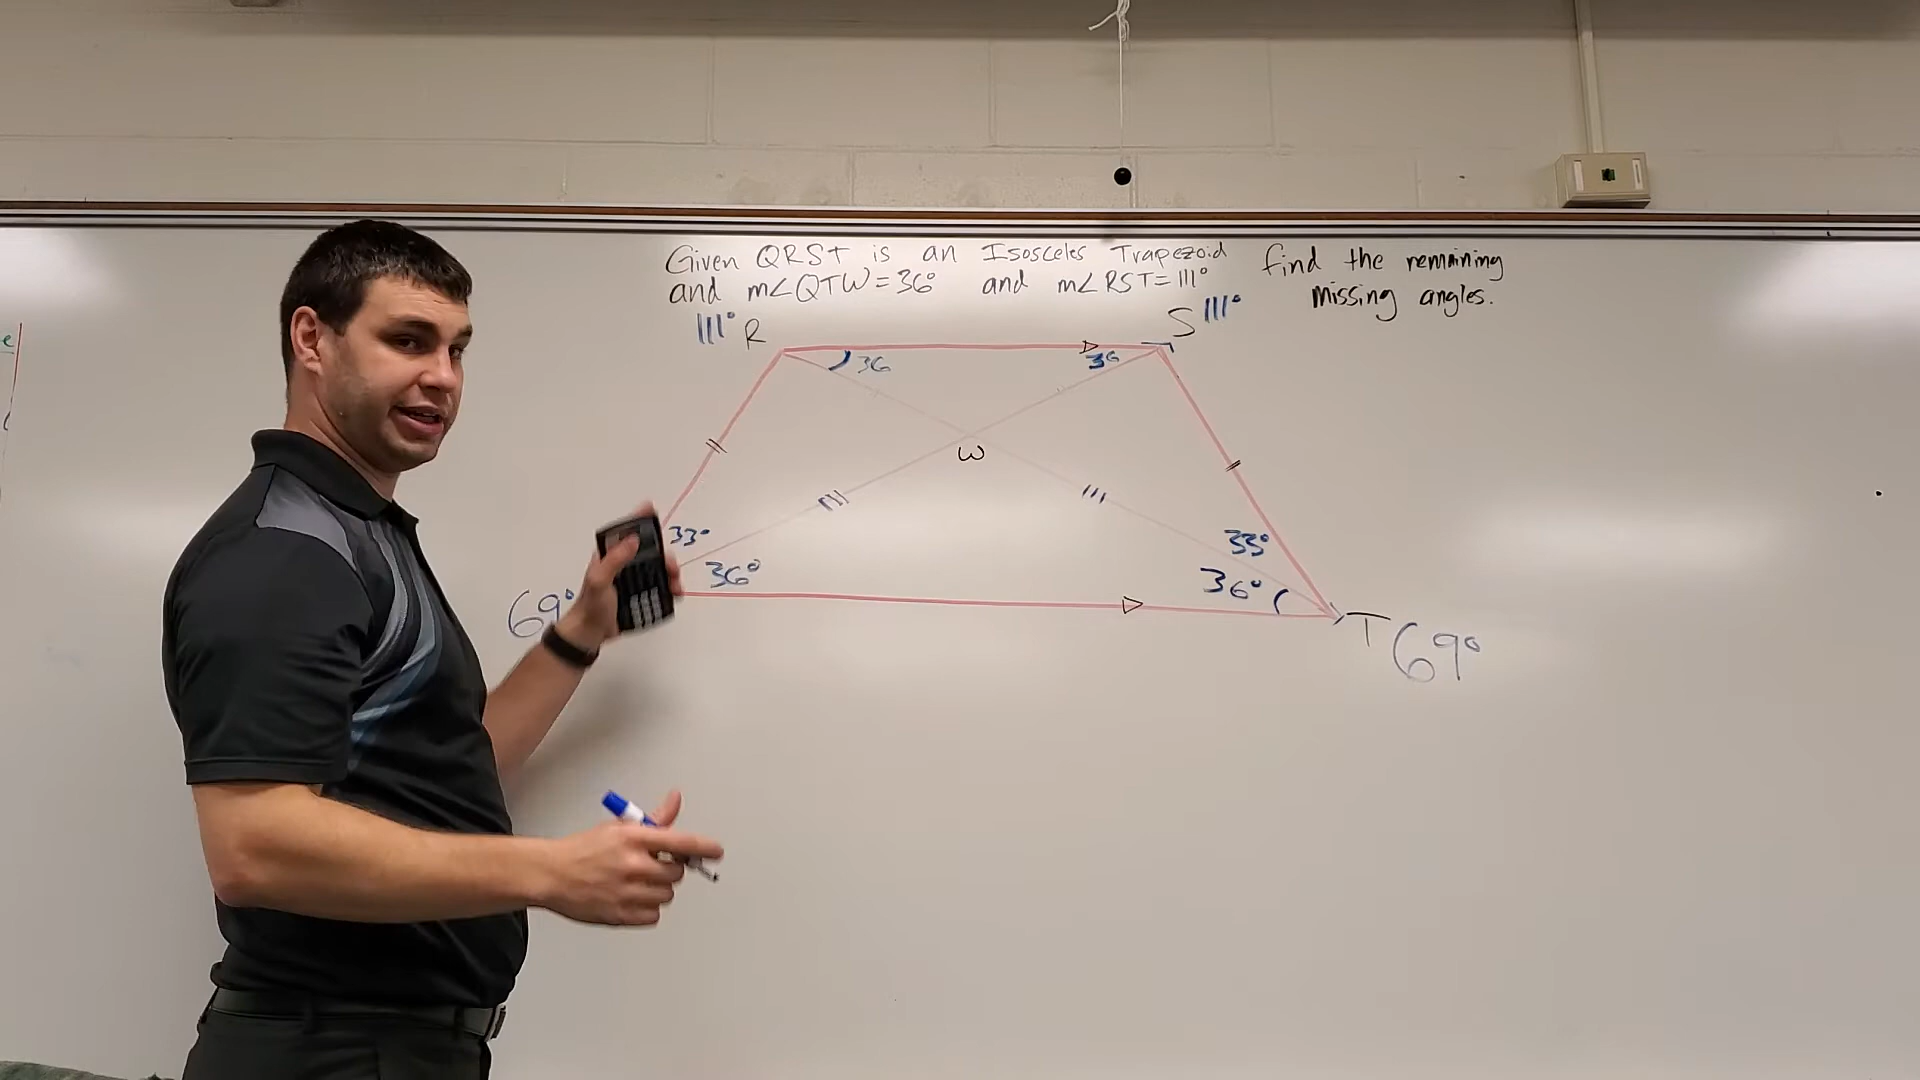 Given QRST is an Isosceles Trapezoid find the remaining
and m∠QTW=36° and m∠RST=111° missing angles.
111° R S 111°
36 36
W
33° 33°
36° 36°
69° T 69°